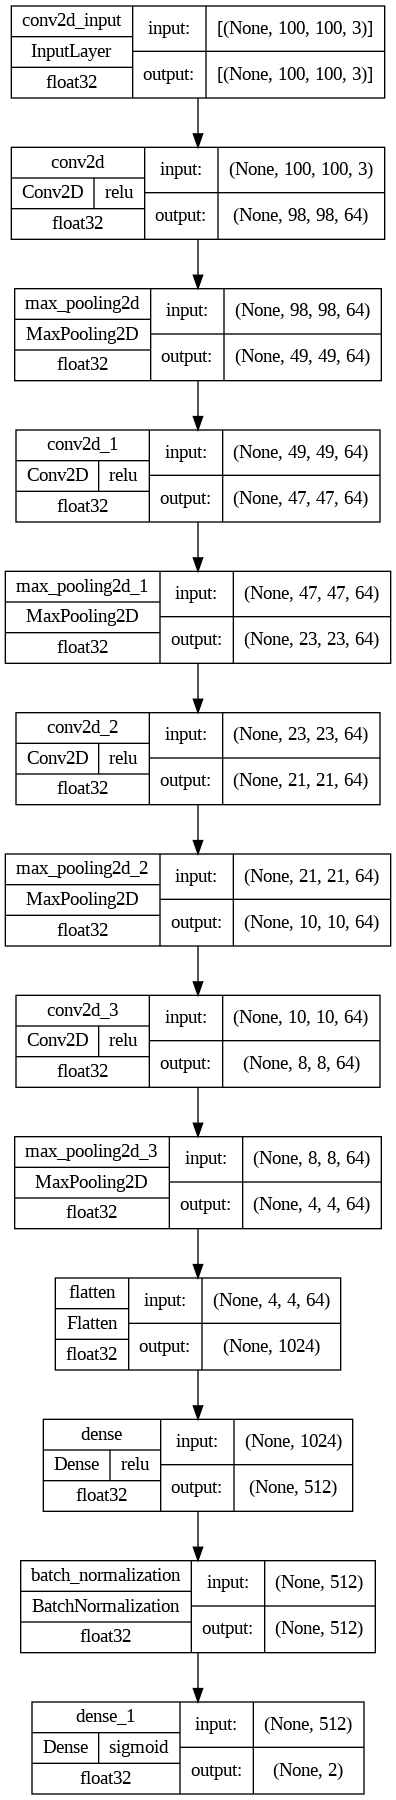 conv2d_input
InputLayer
float32
input:
[(None, 100, 100, 3)]
output:
[(None, 100, 100, 3)]
conv2d
Conv2D relu
float32
input:
(None, 100, 100, 3)
output:
(None, 98, 98, 64)
max_pooling2d
MaxPooling2D
float32
input:
(None, 98, 98, 64)
output:
(None, 49, 49, 64)
conv2d_1
Conv2D relu
float32
input:
(None, 49, 49, 64)
output:
(None, 47, 47, 64)
max_pooling2d_1
MaxPooling2D
float32
input:
(None, 47, 47, 64)
output:
(None, 23, 23, 64)
conv2d_2
Conv2D relu
float32
input:
(None, 23, 23, 64)
output:
(None, 21, 21, 64)
max_pooling2d_2
MaxPooling2D
float32
input:
(None, 21, 21, 64)
output:
(None, 10, 10, 64)
conv2d_3
Conv2D relu
float32
input:
(None, 10, 10, 64)
output:
(None, 8, 8, 64)
max_pooling2d_3
MaxPooling2D
float32
input:
(None, 8, 8, 64)
output:
(None, 4, 4, 64)
flatten
Flatten
float32
input:
(None, 4, 4, 64)
output:
(None, 1024)
dense
Dense relu
float32
input:
(None, 1024)
output:
(None, 512)
batch_normalization
BatchNormalization
float32
input:
(None, 512)
output:
(None, 512)
dense_1
Dense sigmoid
float32
input:
(None, 512)
output:
(None, 2)